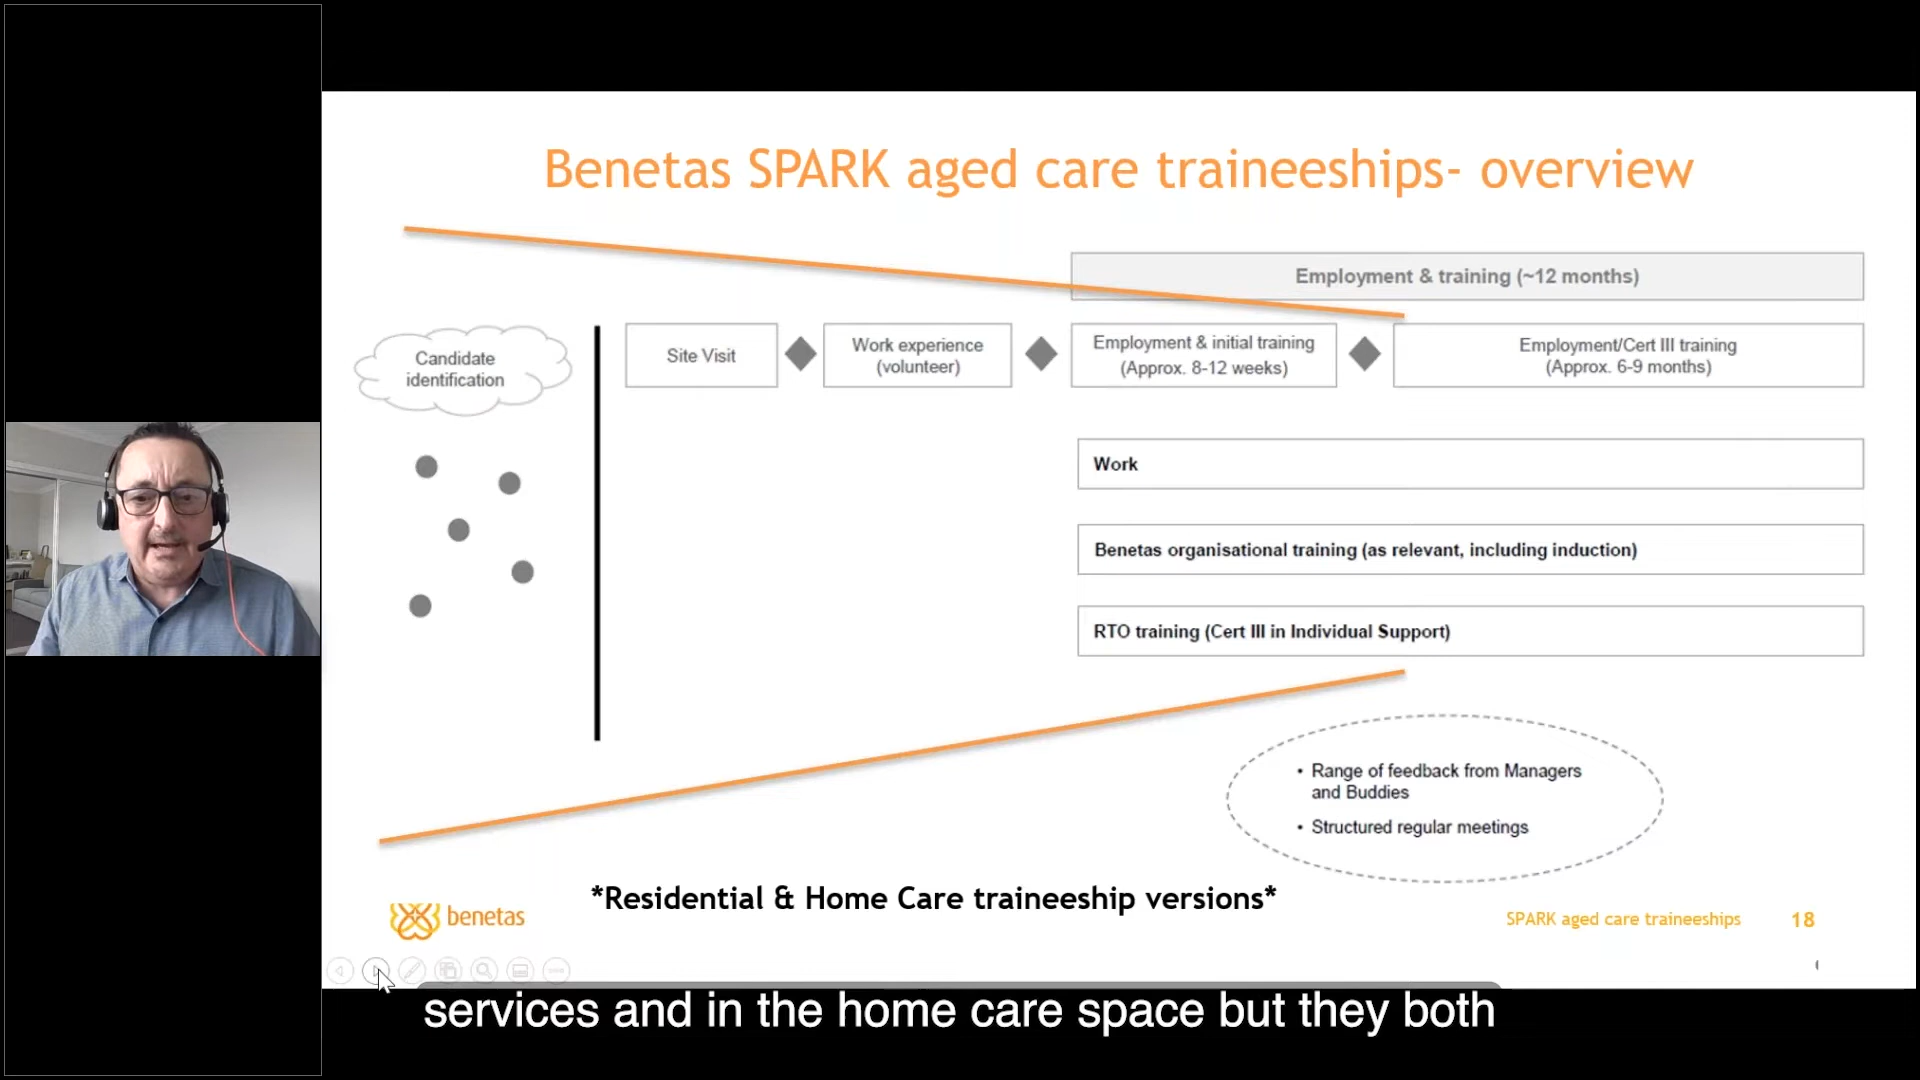 Benetas SPARK aged care traineeships- overview
Employment & training (~12 months)
Candidate
identification
Site Visit
Work experience
(volunteer)
Employment & initial training
(Approx. 8-12 weeks)
Employment/Cert III training
(Approx. 6-9 months)
Work
Benetas organisational training (as relevant, including induction)
RTO training (Cert III in Individual Support)
• Range of feedback from Managers
and Buddies
• Structured regular meetings
*Residential & Home Care traineeship versions*
benetas
SPARK aged care traineeships
18
services and in the home care space but they both